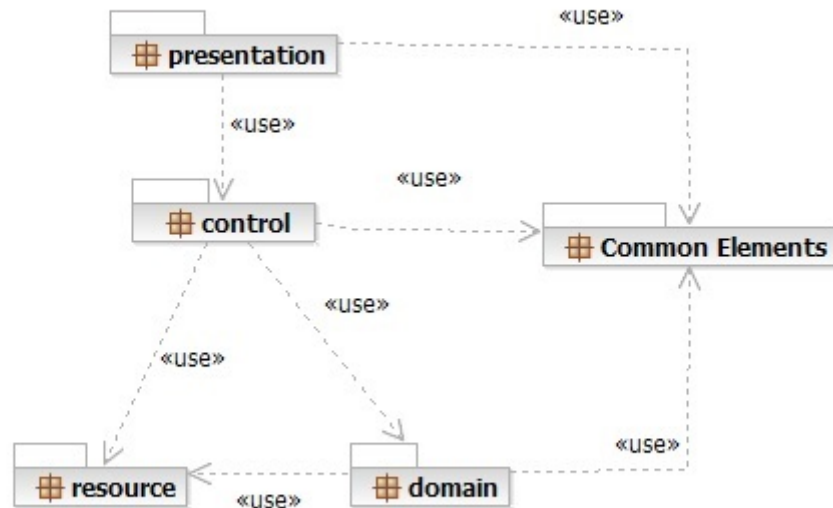 «use»
presentation
«use»
«use»
control
Common Elements
«use»
«use»
«use»
resource
domain
«use»